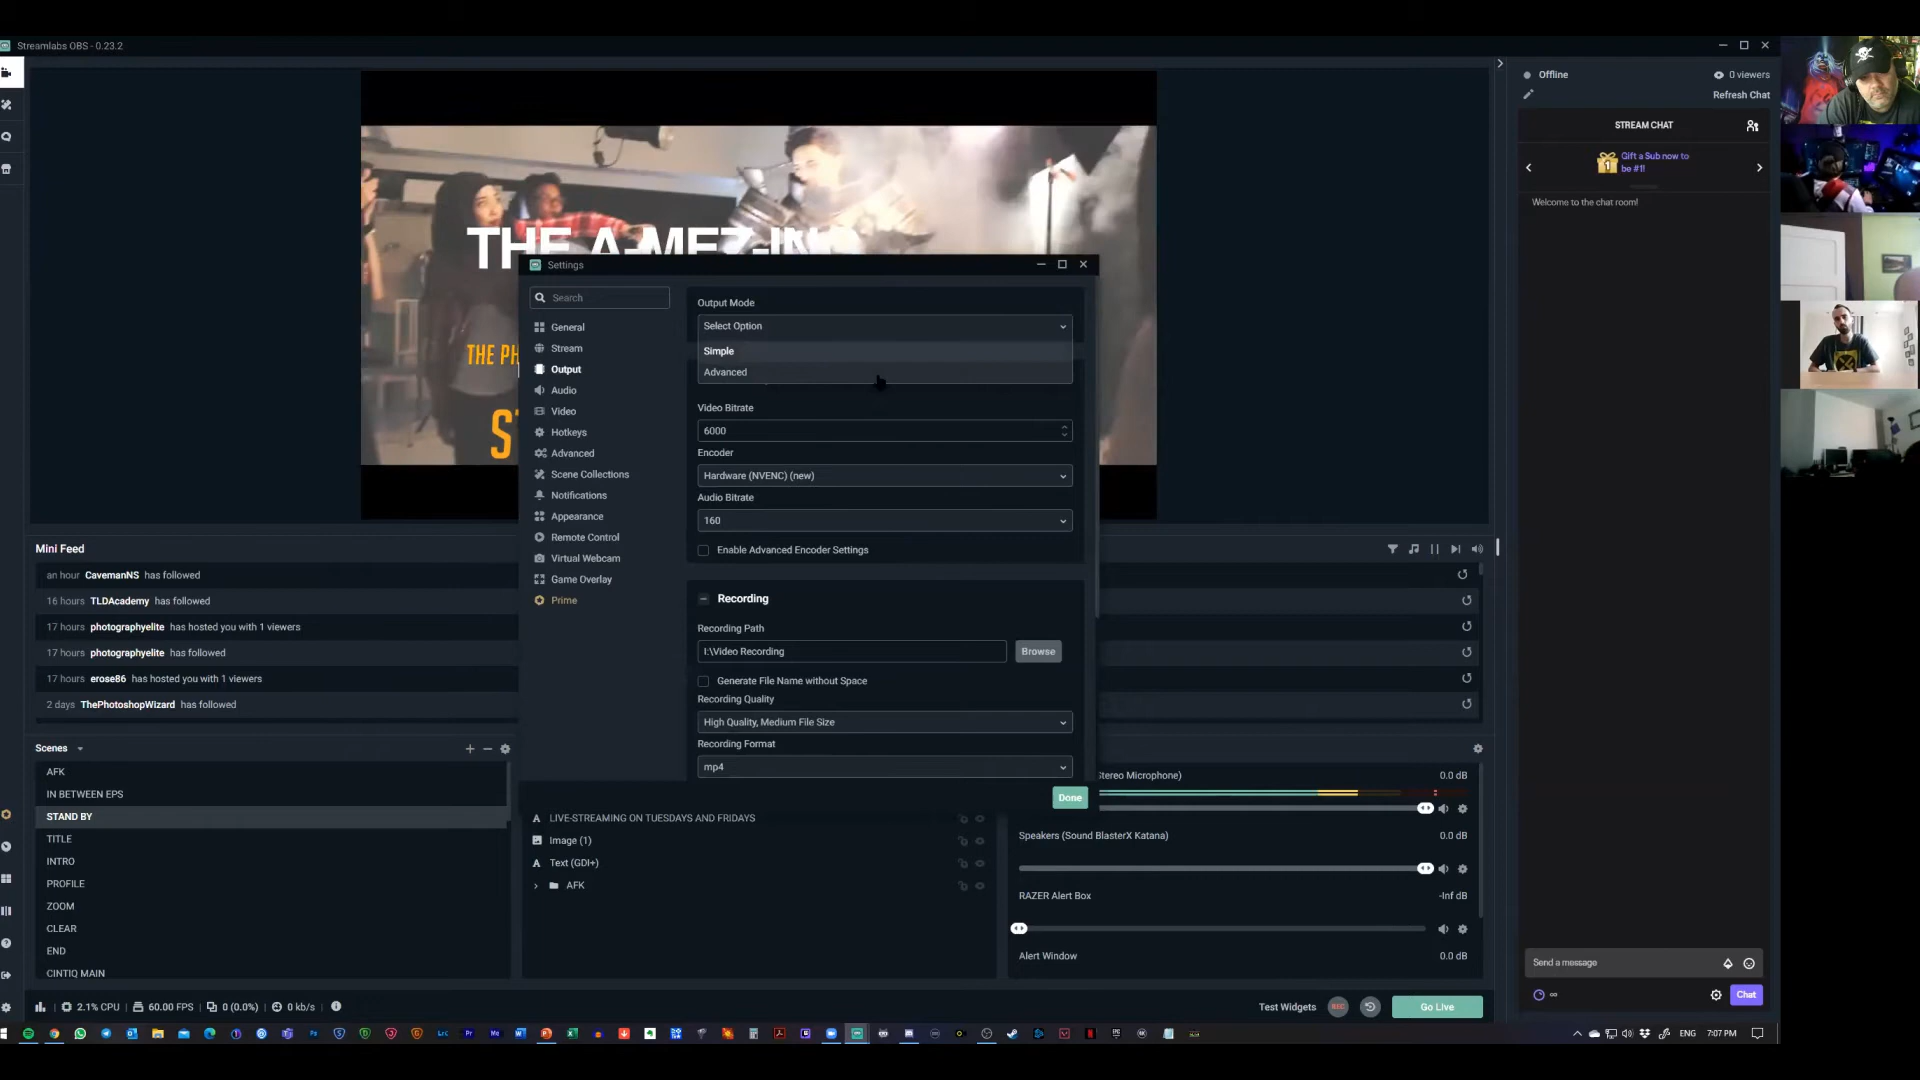 Streamlabs OBS - 0.23.2
THE A-MEZ-ING
THE
Settings
Search
General
Stream
Output
Audio
Video
Hotkeys
Advanced
Scene Collections
Notifications
Appearance
Remote Control
Virtual Webcam
Game Overlay
Prime
Output Mode
Select Option
Simple
Advanced
Video Bitrate
6000
Encoder
Hardware (NVENC) (new)
Audio Bitrate
160
Enable Advanced Encoder Settings
Recording
Recording Path
I:\Video Recording
Browse
Generate File Name without Space
Recording Quality
High Quality, Medium File Size
Recording Format
mp4
Done
Mini Feed
an hour CavemanNS has followed
16 hours TLDAcademy has followed
17 hours photographyelite has hosted you with 1 viewers
17 hours photographyelite has followed
17 hours erose86 has hosted you with 1 viewers
2 days ThePhotoshopWizard has followed
Scenes
AFK
IN BETWEEN EPS
STAND BY
TITLE
INTRO
PROFILE
ZOOM
CLEAR
END
CINTIQ MAIN
LIVE-STREAMING ON TUESDAYS AND FRIDAYS
Image (1)
Text (GDI+)
AFK
Stereo Microphone) 0.0 dB
Speakers (Sound BlasterX Katana) 0.0 dB
RAZER Alert Box -Inf dB
Alert Window 0.0 dB
2.1% CPU 60.00 FPS 0 (0.0%) 0 kb/s
Test Widgets REC Go Live
Offline 0 viewers
Refresh Chat
STREAM CHAT
Gift a Sub now to
be #1!
Welcome to the chat room!
Send a message
Chat
ENG 7:07 PM